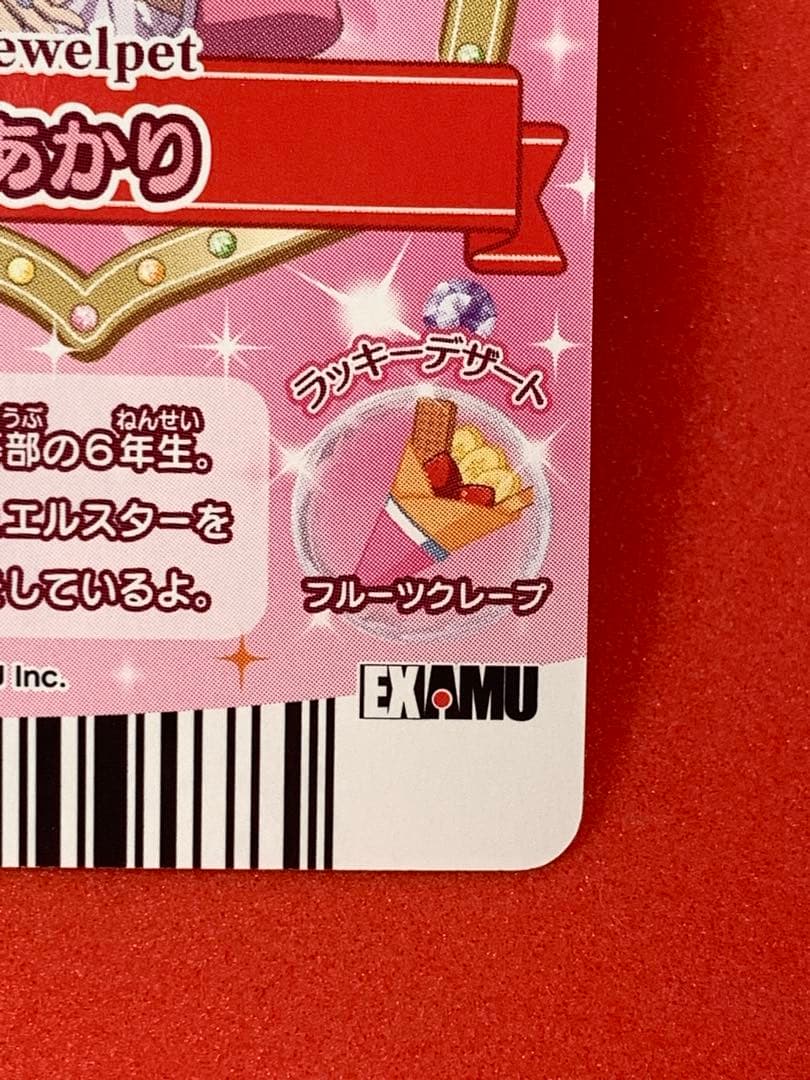 ewelpet
あかり
ラッキーデザート
うぶ ねんせい
部の6年生。
エルスターを
しているよ。
フルーツクレープ
Inc.
EXAMU